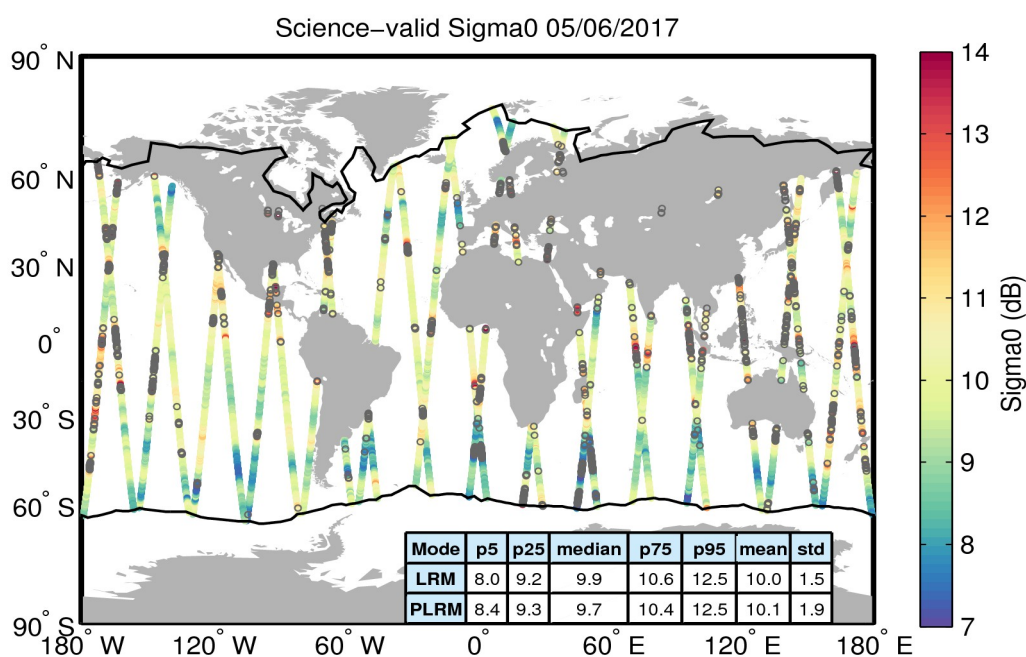 Science−valid Sigma0 05/06/2017
90° N
60° N
30° N
0°
30° S
60° S
90° S
180° W
120° W
60° W
0°
60° E
120° E
180° E
14
13
12
11
10
9
8
7
Sigma0 (dB)
Mode p5 p25 median p75 p95 mean std
LRM 8.0 9.2 9.9 10.6 12.5 10.0 1.5
PLRM 8.4 9.3 9.7 10.4 12.5 10.1 1.9